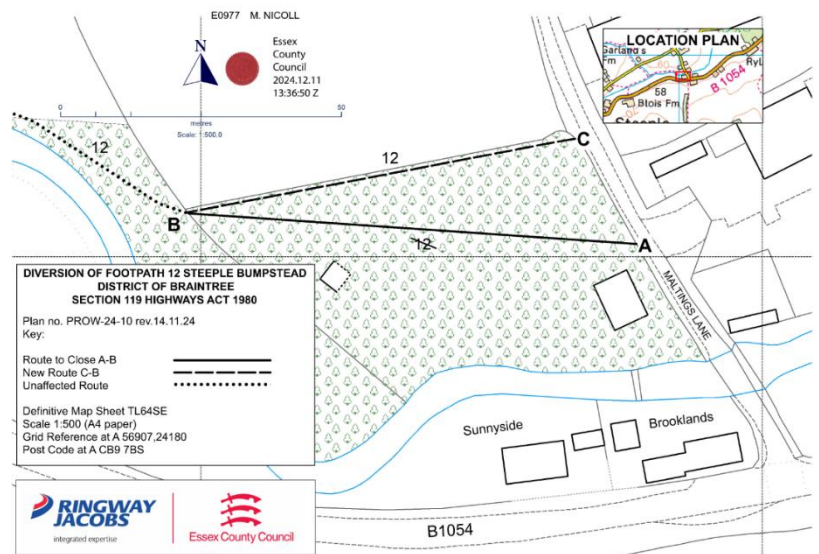 E0977 M. NICOLL
N
Essex
County
Council
2024.12.11
13:36:50 Z
0
50
metres
Scale: 1:500.0
LOCATION PLAN
Garland's
Fm
60
RyL
B 1054
58
Blois Fm
Steeple
12
12
C
B
12
A
MALTINGS LANE
DIVERSION OF FOOTPATH 12 STEEPLE BUMPSTEAD
DISTRICT OF BRAINTREE
SECTION 119 HIGHWAYS ACT 1980
Plan no. PROW-24-10 rev.14.11.24
Key:
Route to Close A-B
New Route C-B
Unaffected Route
Definitive Map Sheet TL64SE
Scale 1:500 (A4 paper)
Grid Reference at A 56907,24180
Post Code at A CB9 7BS
Sunnyside
Brooklands
RINGWAY
JACOBS
integrated expertise
Essex County Council
B1054